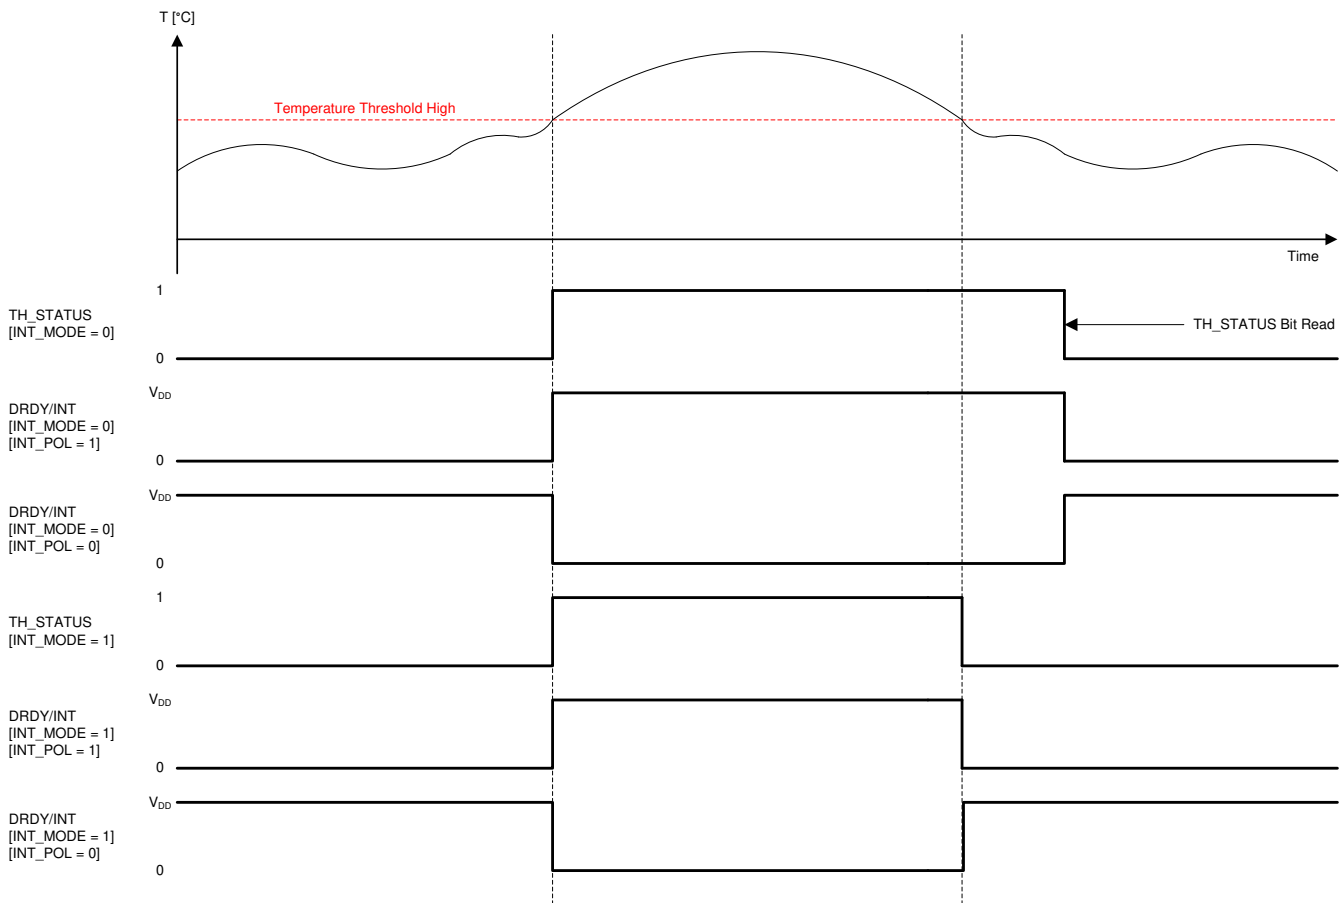 T [°C]
Temperature Threshold High
Time
1
TH_STATUS
[INT_MODE = 0]
TH_STATUS Bit Read
0
VDD
DRDY/INT
[INT_MODE = 0]
[INT_POL = 1]
0
VDD
DRDY/INT
[INT_MODE = 0]
[INT_POL = 0]
0
1
TH_STATUS
[INT_MODE = 1]
0
VDD
DRDY/INT
[INT_MODE = 1]
[INT_POL = 1]
0
VDD
DRDY/INT
[INT_MODE = 1]
[INT_POL = 0]
0